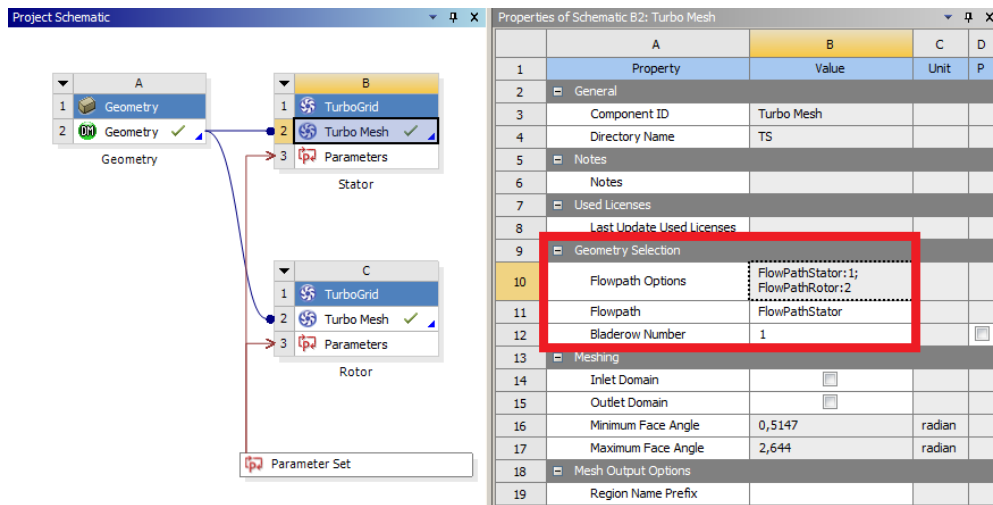 Project Schematic
A
1 Geometry
2 DM Geometry
Geometry
B
1 TurboGrid
2 Turbo Mesh
3 Parameters
Stator
C
1 TurboGrid
2 Turbo Mesh
3 Parameters
Rotor
Parameter Set
Properties of Schematic B2: Turbo Mesh
A B C D
1 Property Value Unit P
2 General
3 Component ID Turbo Mesh
4 Directory Name TS
5 Notes
6 Notes
7 Used Licenses
8 Last Update Used Licenses
9 Geometry Selection
10 Flowpath Options FlowPathStator:1;
FlowPathRotor:2
11 Flowpath FlowPathStator
12 Bladerow Number 1
13 Meshing
14 Inlet Domain
15 Outlet Domain
16 Minimum Face Angle 0,5147 radian
17 Maximum Face Angle 2,644 radian
18 Mesh Output Options
19 Region Name Prefix